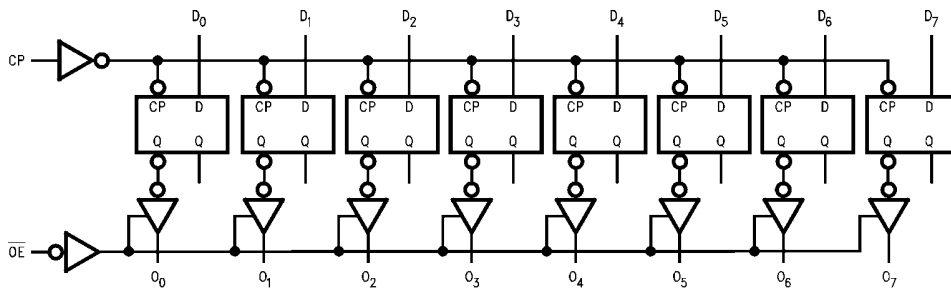 D₀ D₁ D₂ D₃ D₄ D₅ D₆ D₇
CP
CP D CP D CP D CP D CP D CP D CP D CP D
Q Q Q Q Q Q Q Q Q Q Q Q Q Q Q Q
O̅E̅
O₀ O₁ O₂ O₃ O₄ O₅ O₆ O₇